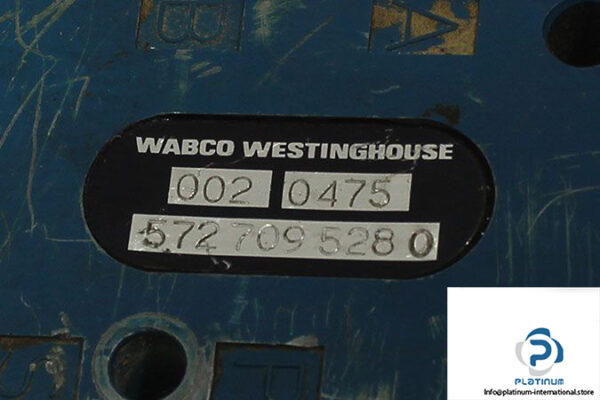 B A
WABCO WESTINGHOUSE
002 0475
572 709 528 0
P
PLATINUM
Info@platinum-international.store